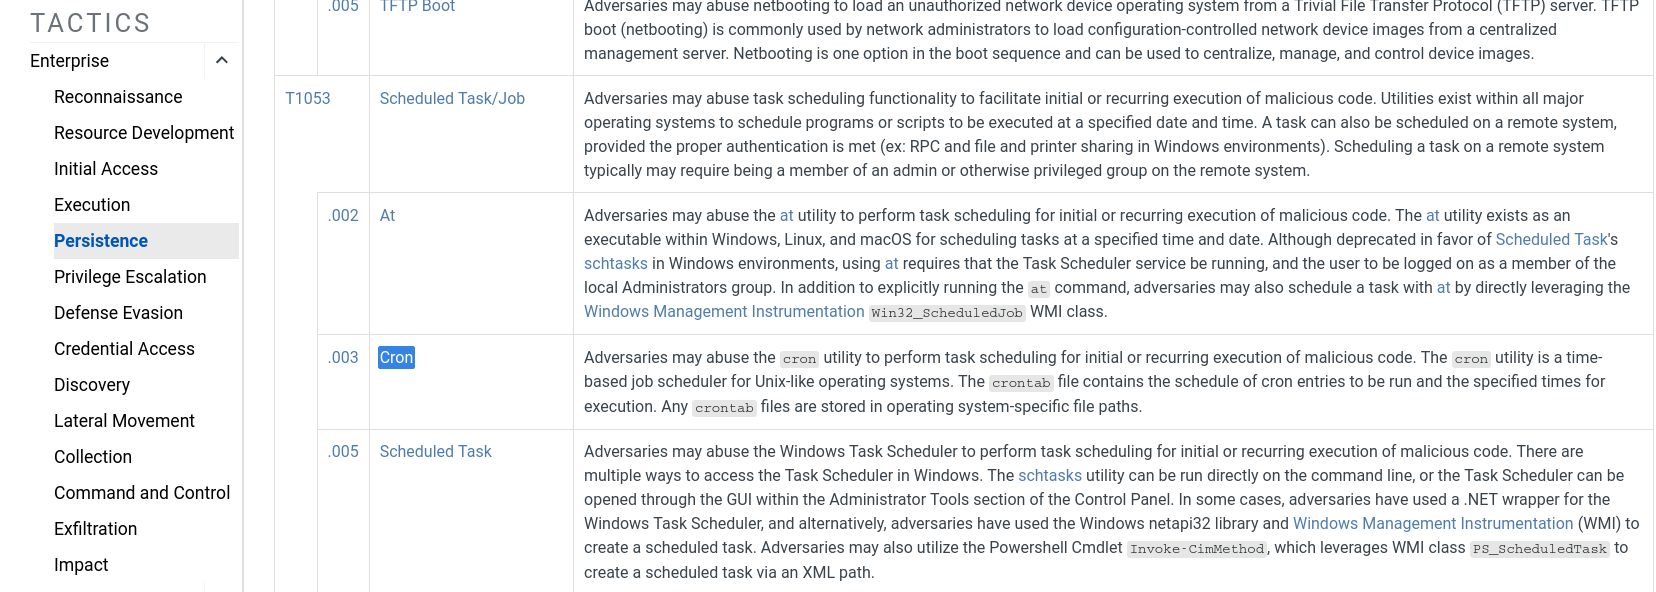 TACTICS
Enterprise
Reconnaissance
Resource Development
Initial Access
Execution
Persistence
Privilege Escalation
Defense Evasion
Credential Access
Discovery
Lateral Movement
Collection
Command and Control
Exfiltration
Impact
.005 TFTP Boot Adversaries may abuse netbooting to load an unauthorized network device operating system from a Trivial File Transfer Protocol (TFTP) server. TFTP
boot (netbooting) is commonly used by network administrators to load configuration-controlled network device images from a centralized
management server. Netbooting is one option in the boot sequence and can be used to centralize, manage, and control device images.
T1053 Scheduled Task/Job Adversaries may abuse task scheduling functionality to facilitate initial or recurring execution of malicious code. Utilities exist within all major
operating systems to schedule programs or scripts to be executed at a specified date and time. A task can also be scheduled on a remote system,
provided the proper authentication is met (ex: RPC and file and printer sharing in Windows environments). Scheduling a task on a remote system
typically may require being a member of an admin or otherwise privileged group on the remote system.
.002 At Adversaries may abuse the at utility to perform task scheduling for initial or recurring execution of malicious code. The at utility exists as an
executable within Windows, Linux, and macOS for scheduling tasks at a specified time and date. Although deprecated in favor of Scheduled Task's
schtasks in Windows environments, using at requires that the Task Scheduler service be running, and the user to be logged on as a member of the
local Administrators group. In addition to explicitly running the at command, adversaries may also schedule a task with at by directly leveraging the
Windows Management Instrumentation Win32_ScheduledJob WMI class.
.003 Cron Adversaries may abuse the cron utility to perform task scheduling for initial or recurring execution of malicious code. The cron utility is a time-
based job scheduler for Unix-like operating systems. The crontab file contains the schedule of cron entries to be run and the specified times for
execution. Any crontab files are stored in operating system-specific file paths.
.005 Scheduled Task Adversaries may abuse the Windows Task Scheduler to perform task scheduling for initial or recurring execution of malicious code. There are
multiple ways to access the Task Scheduler in Windows. The schtasks utility can be run directly on the command line, or the Task Scheduler can be
opened through the GUI within the Administrator Tools section of the Control Panel. In some cases, adversaries have used a .NET wrapper for the
Windows Task Scheduler, and alternatively, adversaries have used the Windows netapi32 library and Windows Management Instrumentation (WMI) to
create a scheduled task. Adversaries may also utilize the Powershell Cmdlet Invoke-CimMethod, which leverages WMI class PS_ScheduledTask to
create a scheduled task via an XML path.